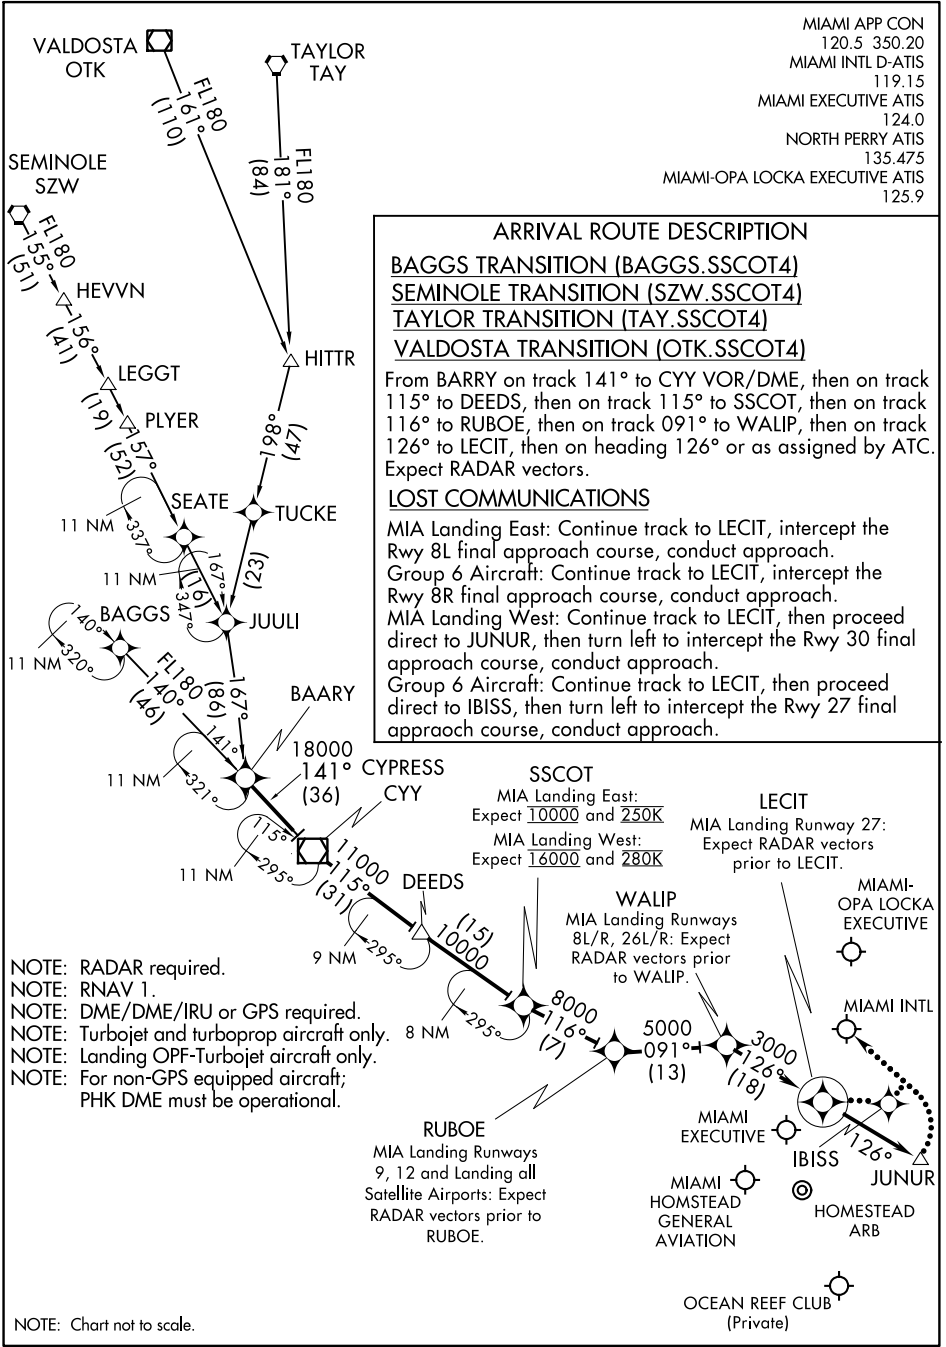 MIAMI APP CON
120.5 350.20
MIAMI INTL D-ATIS
119.15
MIAMI EXECUTIVE ATIS
124.0
NORTH PERRY ATIS
135.475
MIAMI-OPA LOCKA EXECUTIVE ATIS
125.9
VALDOSTA
OTK
TAYLOR
TAY
FL180
161°
(110)
FL180
181°
(84)
SEMINOLE
SZW
FL180
155°
(51)
HEVVN
156°
(41)
LEGGT
(19)
PLYER
157°
(52)
HITTR
198°
(47)
SEATE
TUCKE
11 NM
337°
(23)
11 NM
(16)
167°
347°
JUULI
BAGGS
140°
320°
11 NM
FL180
140°
(46)
(86)
167°
BAARY
141°
321°
11 NM
18000
141°
(36)
CYPRESS
CYY
115°
295°
11 NM
11000
115°
(31)
DEEDS
295°
9 NM
(15)
10000
295°
8 NM
ARRIVAL ROUTE DESCRIPTION
BAGGS TRANSITION (BAGGS.SSCOT4)
SEMINOLE TRANSITION (SZW.SSCOT4)
TAYLOR TRANSITION (TAY.SSCOT4)
VALDOSTA TRANSITION (OTK.SSCOT4)
From BARRY on track 141° to CYY VOR/DME, then on track
115° to DEEDS, then on track 115° to SSCOT, then on track
116° to RUBOE, then on track 091° to WALIP, then on track
126° to LECIT, then on heading 126° or as assigned by ATC.
Expect RADAR vectors.
LOST COMMUNICATIONS
MIA Landing East: Continue track to LECIT, intercept the
Rwy 8L final approach course, conduct approach.
Group 6 Aircraft: Continue track to LECIT, intercept the
Rwy 8R final approach course, conduct approach.
MIA Landing West: Continue track to LECIT, then proceed
direct to JUNUR, then turn left to intercept the Rwy 30 final
approach course, conduct approach.
Group 6 Aircraft: Continue track to LECIT, then proceed
direct to IBISS, then turn left to intercept the Rwy 27 final
appraoch course, conduct approach.
SSCOT
MIA Landing East:
Expect 10000 and 250K
MIA Landing West:
Expect 16000 and 280K
8000
116°
(7)
WALIP
MIA Landing Runways
8L/R, 26L/R: Expect
RADAR vectors prior
to WALIP.
5000
091°
(13)
LECIT
MIA Landing Runway 27:
Expect RADAR vectors
prior to LECIT.
3000
126°
(18)
MIAMI-
OPA LOCKA
EXECUTIVE
MIAMI INTL
RUBOE
MIA Landing Runways
9, 12 and Landing all
Satellite Airports: Expect
RADAR vectors prior to
RUBOE.
MIAMI
EXECUTIVE
IBISS
126°
JUNUR
MIAMI
HOMSTEAD
GENERAL
AVIATION
HOMESTEAD
ARB
OCEAN REEF CLUB
(Private)
NOTE: RADAR required.
NOTE: RNAV 1.
NOTE: DME/DME/IRU or GPS required.
NOTE: Turbojet and turboprop aircraft only.
NOTE: Landing OPF-Turbojet aircraft only.
NOTE: For non-GPS equipped aircraft;
PHK DME must be operational.
NOTE: Chart not to scale.